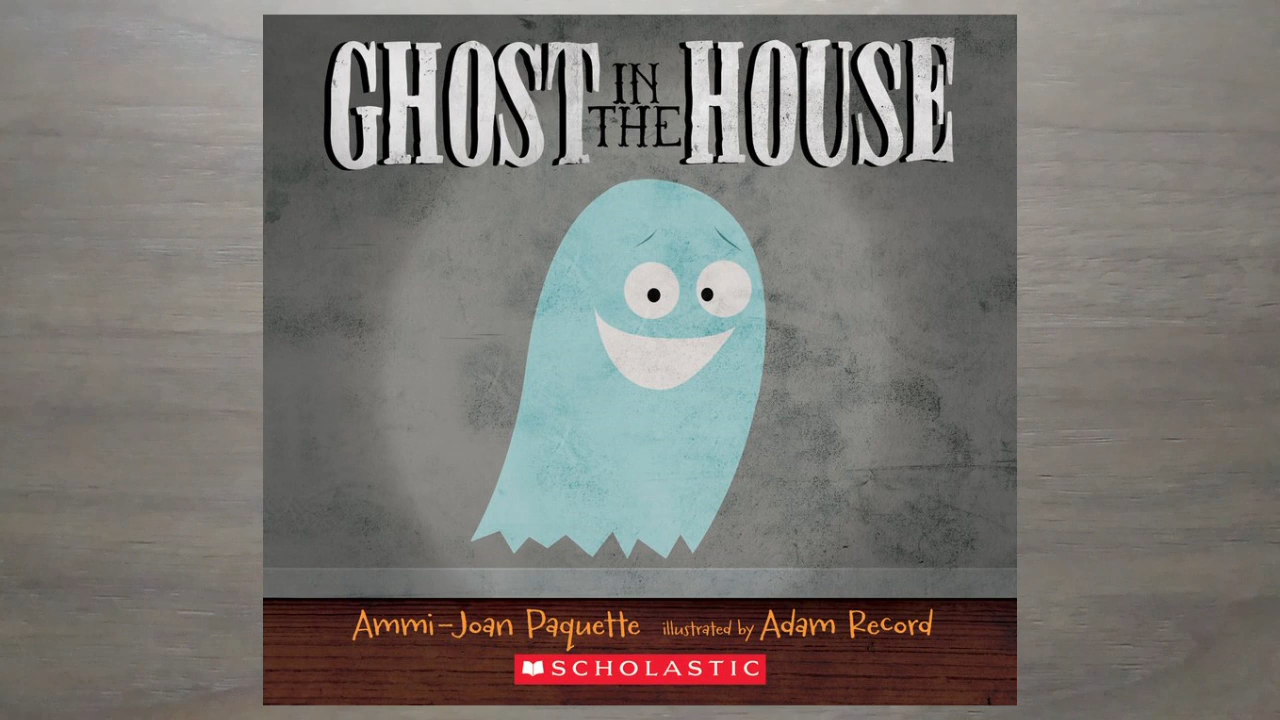 GHOST IN THE HOUSE
Ammi-Joan Paquette illustrated by Adam Record
SCHOLASTIC